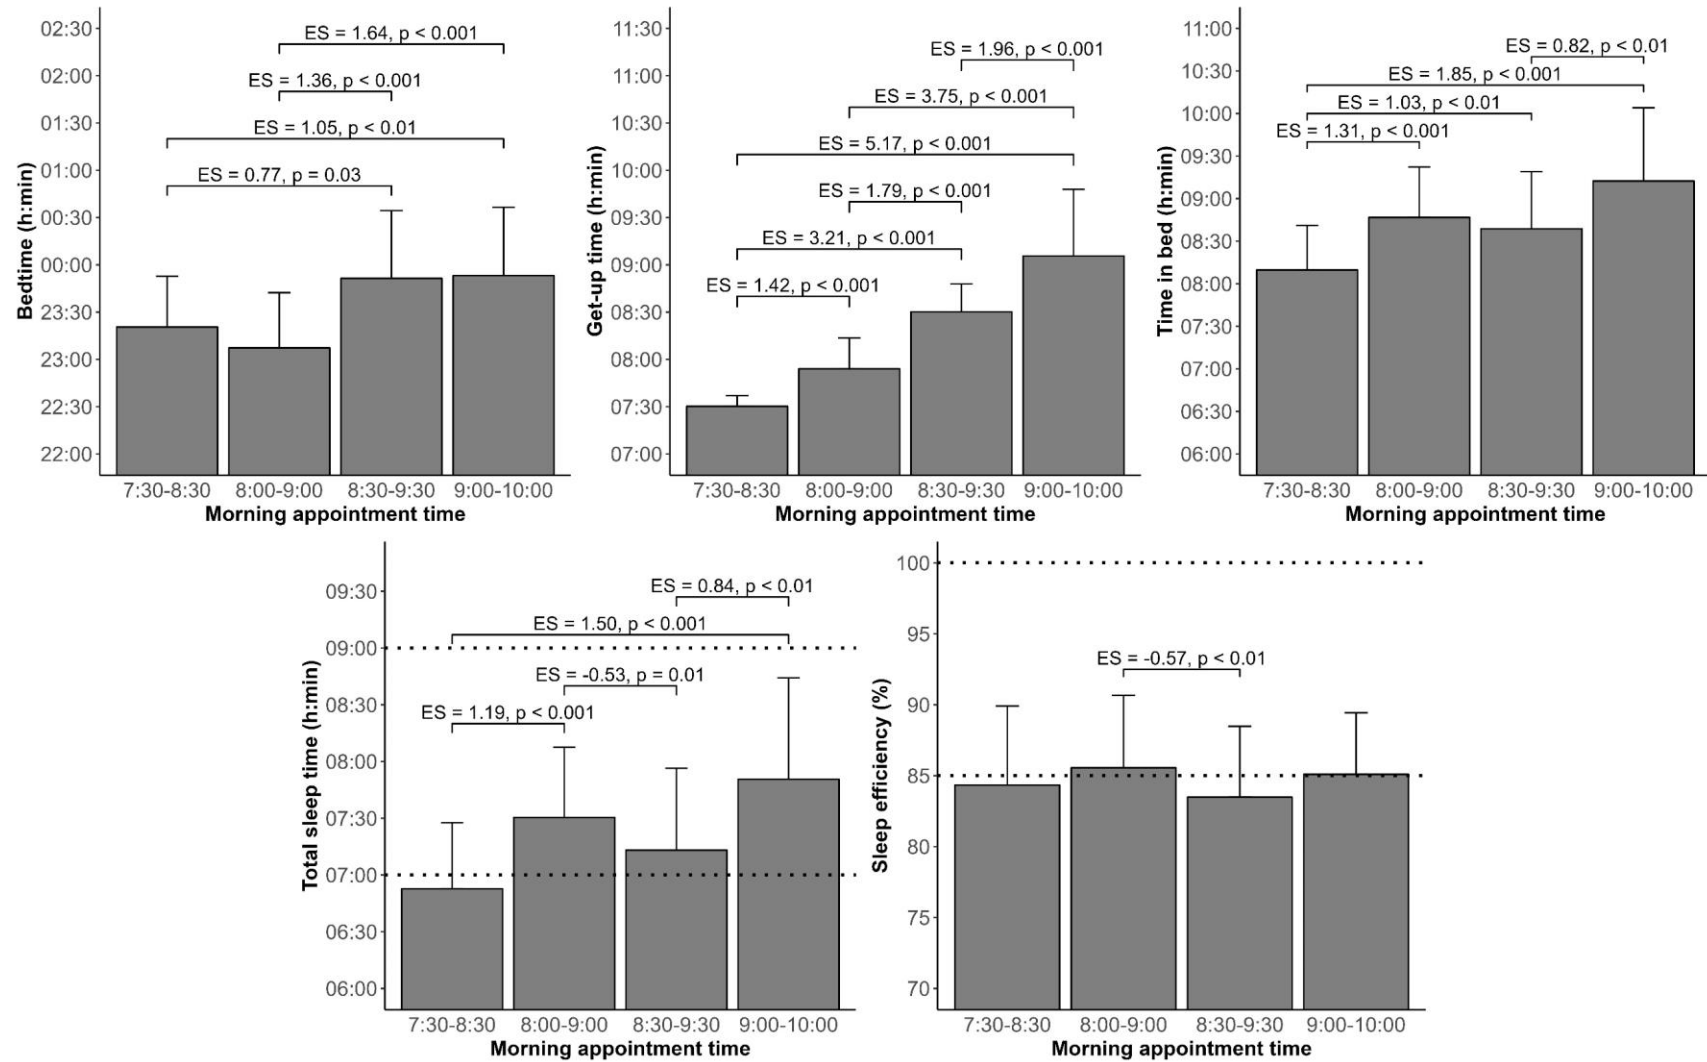 Bedtime (h:min)
02:30
02:00
01:30
01:00
00:30
00:00
23:30
23:00
22:30
22:00
ES = 1.64, p < 0.001
ES = 1.36, p < 0.001
ES = 1.05, p < 0.01
ES = 0.77, p = 0.03
7:30-8:30 8:00-9:00 8:30-9:30 9:00-10:00
Morning appointment time
Get-up time (h:min)
11:30
11:00
10:30
10:00
09:30
09:00
08:30
08:00
07:30
07:00
ES = 1.96, p < 0.001
ES = 3.75, p < 0.001
ES = 5.17, p < 0.001
ES = 1.79, p < 0.001
ES = 3.21, p < 0.001
ES = 1.42, p < 0.001
7:30-8:30 8:00-9:00 8:30-9:30 9:00-10:00
Morning appointment time
Time in bed (h:min)
11:00
10:30
10:00
09:30
09:00
08:30
08:00
07:30
07:00
06:30
06:00
ES = 0.82, p < 0.01
ES = 1.85, p < 0.001
ES = 1.03, p < 0.01
ES = 1.31, p < 0.001
7:30-8:30 8:00-9:00 8:30-9:30 9:00-10:00
Morning appointment time
Total sleep time (h:min)
09:30
09:00
08:30
08:00
07:30
07:00
06:30
06:00
ES = 0.84, p < 0.01
ES = 1.50, p < 0.001
ES = -0.53, p = 0.01
ES = 1.19, p < 0.001
7:30-8:30 8:00-9:00 8:30-9:30 9:00-10:00
Morning appointment time
Sleep efficiency (%)
100
95
90
85
80
75
70
ES = -0.57, p < 0.01
7:30-8:30 8:00-9:00 8:30-9:30 9:00-10:00
Morning appointment time